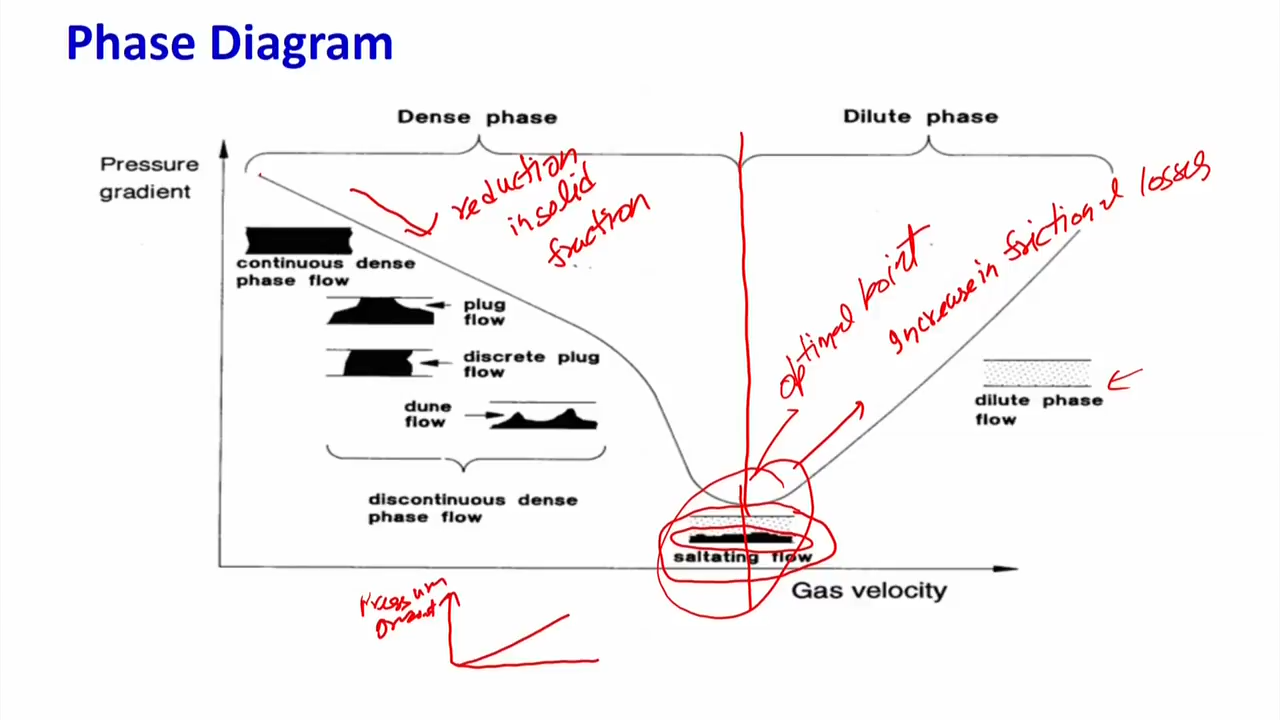 Phase Diagram
Dense phase
Dilute phase
Pressure
gradient
reduction
in solid
fraction
continuous dense
phase flow
plug
flow
discrete plug
flow
dune
flow
discontinuous dense
phase flow
optimal point
increase in frictional losses
dilute phase
flow
saltating flow
Gas velocity